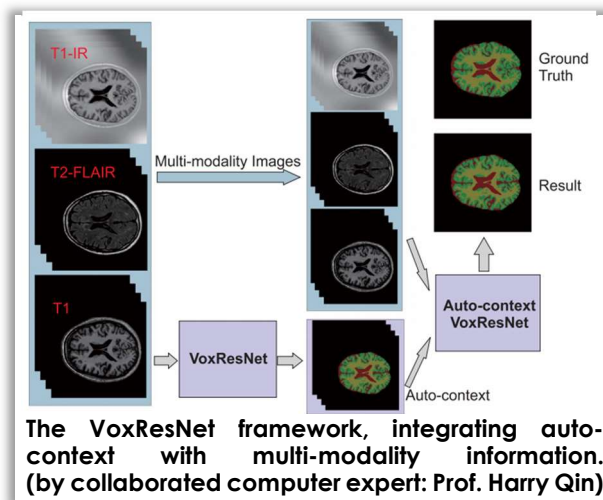 T1-IR
T2-FLAIR
T1
Multi-modality Images
VoxResNet
Auto-context
Auto-context
VoxResNet
Ground
Truth
Result
The VoxResNet framework, integrating auto-
context with multi-modality information.
(by collaborated computer expert: Prof. Harry Qin)